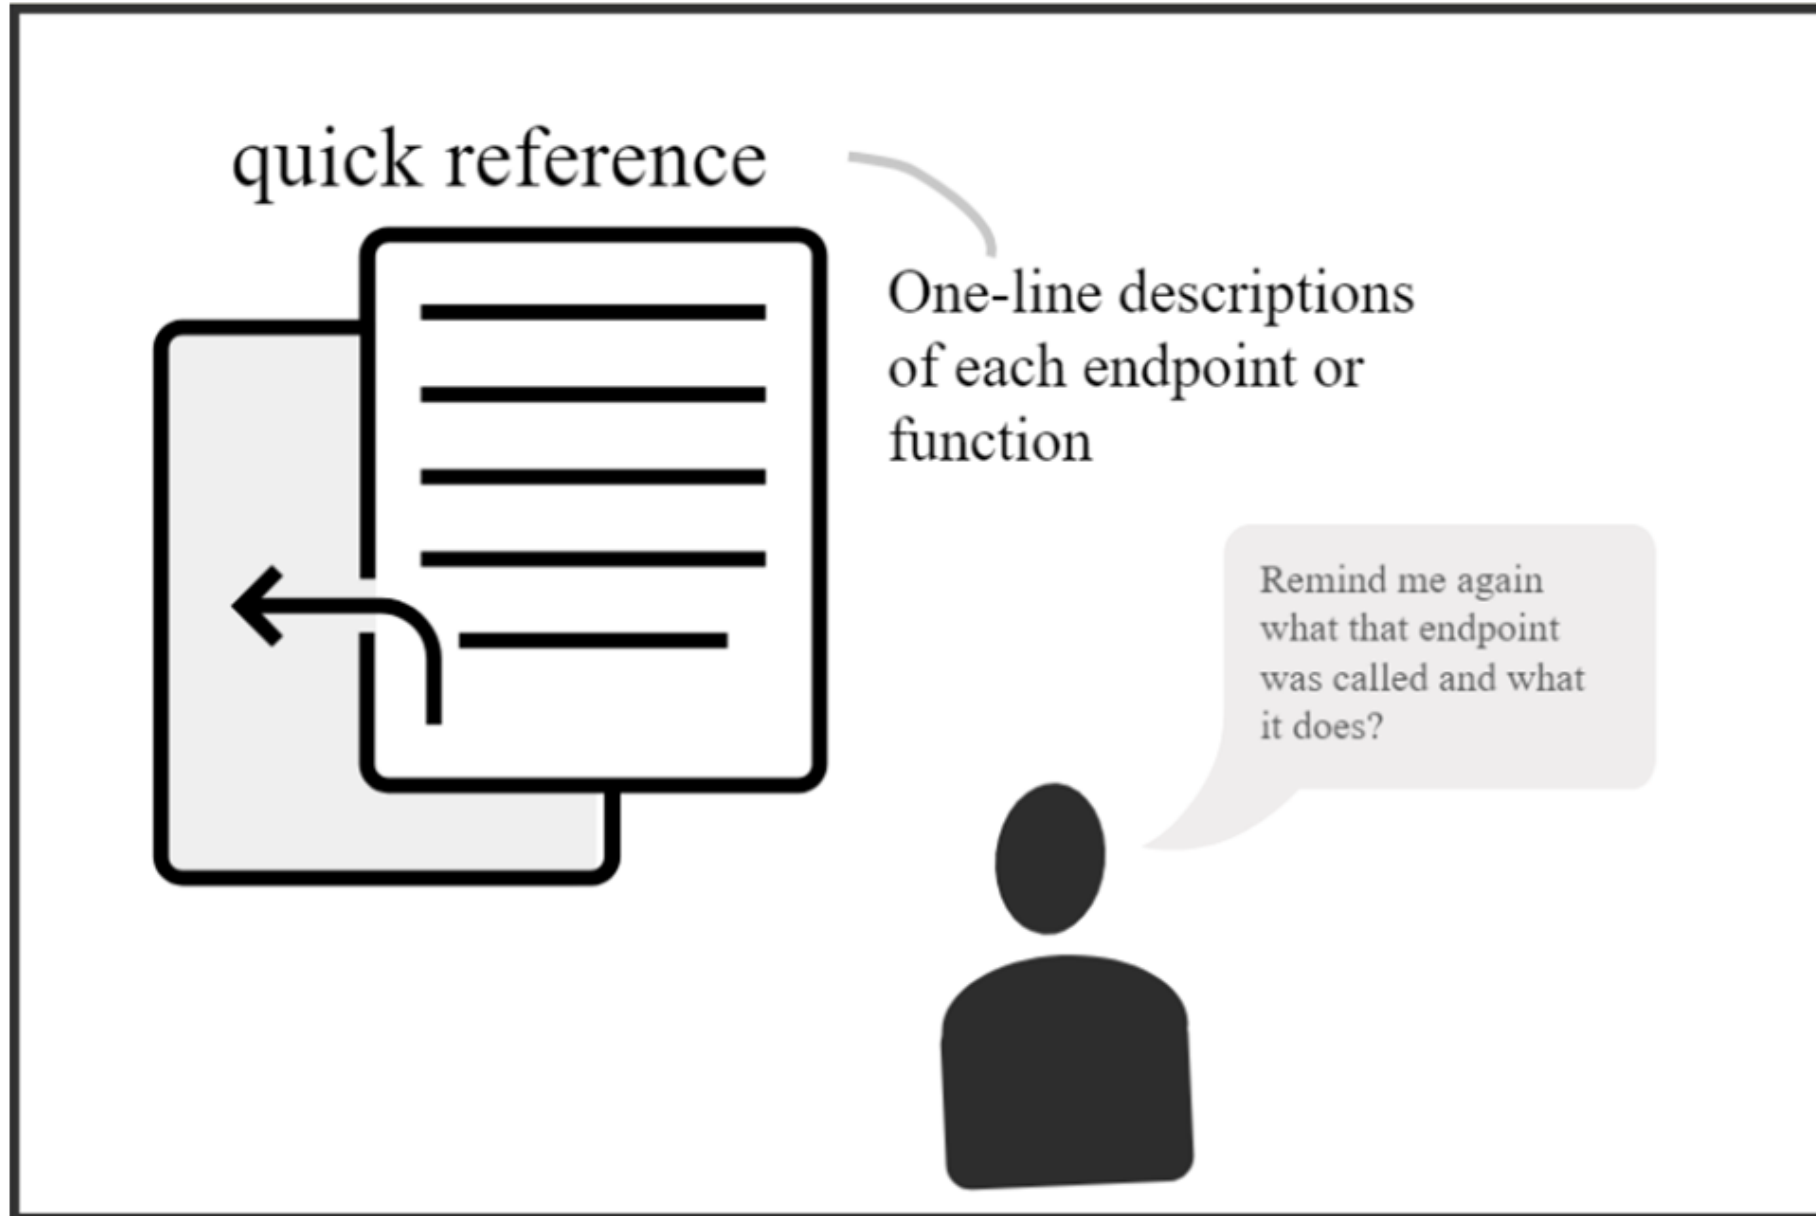 quick reference
One-line descriptions
of each endpoint or
function
Remind me again
what that endpoint
was called and what
it does?